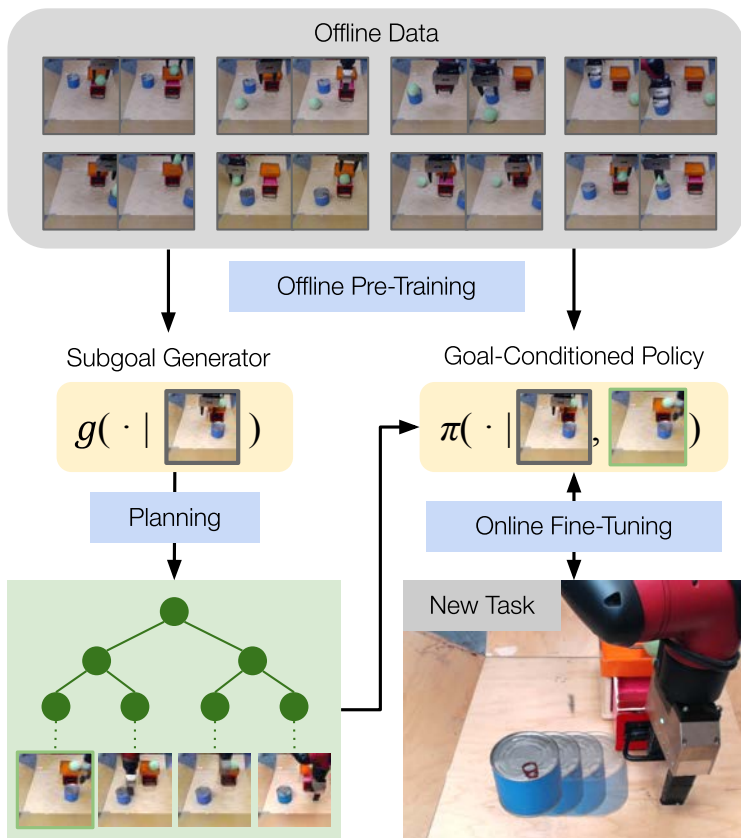 Offline Data
Offline Pre-Training
Subgoal Generator
Goal-Conditioned Policy
g( · | )
π( · | , )
Planning
Online Fine-Tuning
New Task